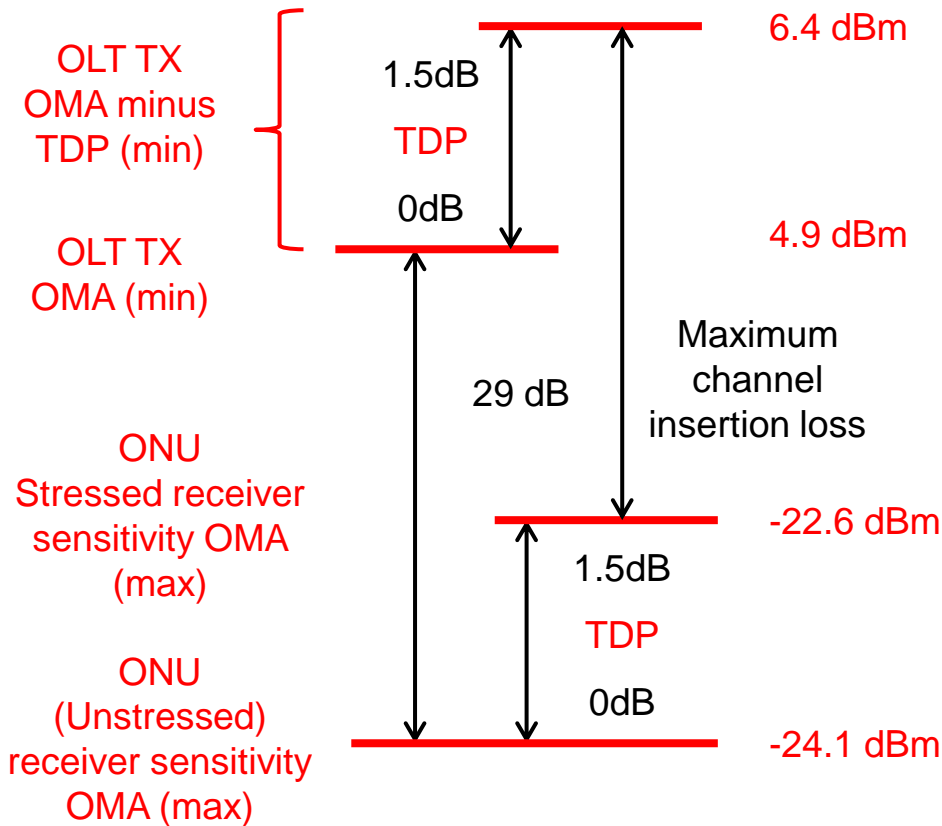 6.4 dBm
OLT TX
OMA minus
TDP (min)
1.5dB
TDP
0dB
4.9 dBm
OLT TX
OMA (min)
29 dB
Maximum
channel
insertion loss
ONU
Stressed receiver
sensitivity OMA
(max)
-22.6 dBm
1.5dB
TDP
0dB
ONU
(Unstressed)
receiver sensitivity
OMA (max)
-24.1 dBm